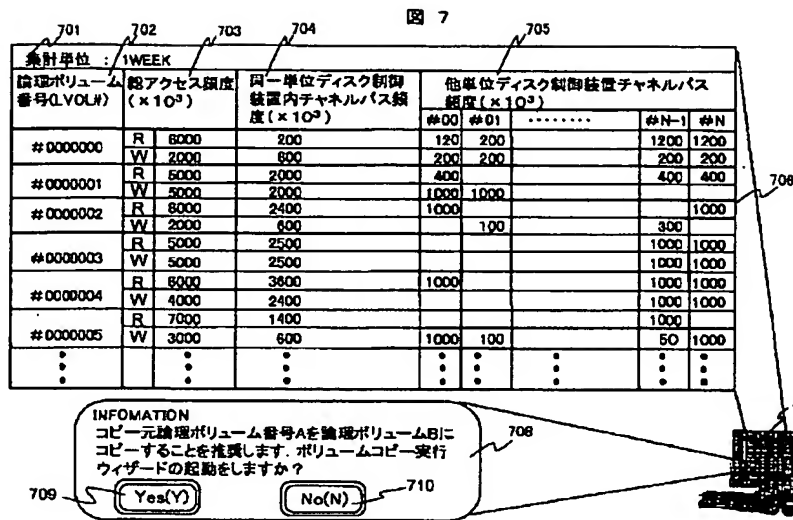 図 7
701 702 703 704 705
集計単位 : 1WEEK
論理ボリューム番号(LVOL#) 総アクセス頻度(×10³) 同一単位ディスク制御装置内チャネルパス頻度(×10³) 他単位ディスク制御装置チャネルパス頻度(×10³)
#00 #01 ········ #N-1 #N
#0000000 R 6000 200 120 200 1200 1200
W 2000 600 200 200 200 200
#0000001 R 5000 2000 400 400 400
W 5000 2000 1000 1000
706
#0000002 R 8000 2400 1000 1000
W 2000 600 100 300
#0000003 R 5000 2500 1000 1000
W 5000 2500 1000 1000
#0000004 R 6000 3600 1000 1000 1000
W 4000 2400 1000 1000
#0000005 R 7000 1400 1000
W 3000 600 1000 100 50 1000
INFOMATION
コピー元論理ボリューム番号Aを論理ボリュームBに
コピーすることを推奨します. ボリュームコピー実行
ウィザードの起動をしますか？
708
709 Yes(Y) No(N) 710